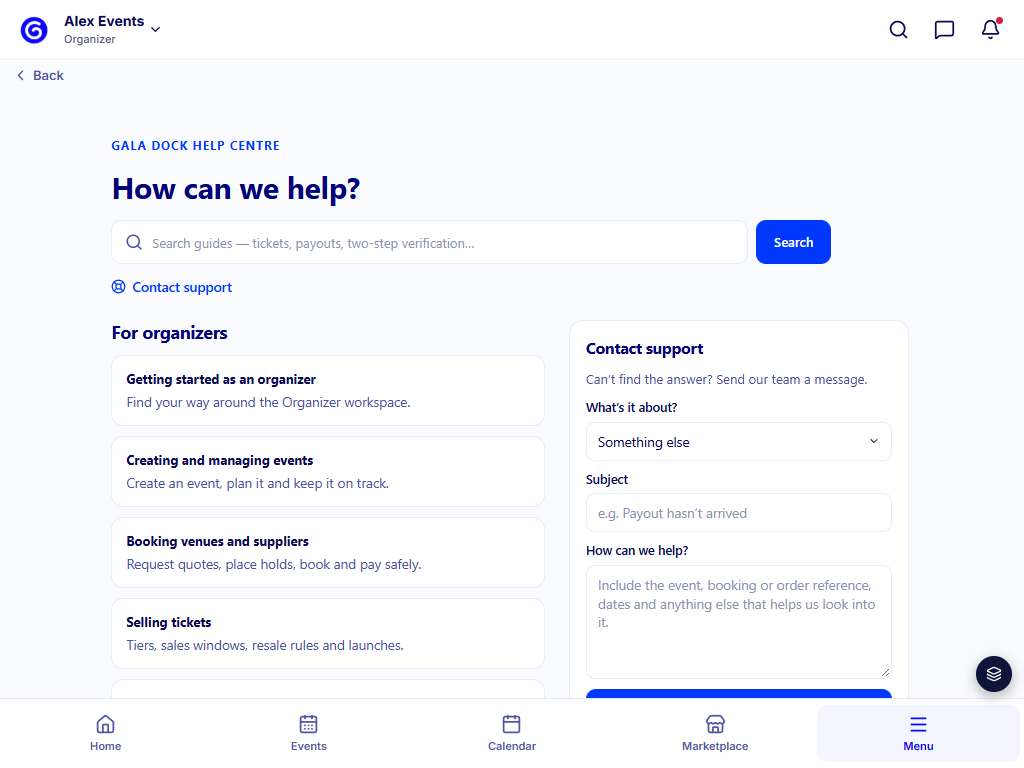 Alex Events
Organizer
Back
GALA DOCK HELP CENTRE
How can we help?
Search guides — tickets, payouts, two-step verification...
Search
Contact support
For organizers
Getting started as an organizer
Find your way around the Organizer workspace.
Creating and managing events
Create an event, plan it and keep it on track.
Booking venues and suppliers
Request quotes, place holds, book and pay safely.
Selling tickets
Tiers, sales windows, resale rules and launches.
Contact support
Can't find the answer? Send our team a message.
What's it about?
Something else
Subject
e.g. Payout hasn't arrived
How can we help?
Include the event, booking or order reference,
dates and anything else that helps us look into
it.
Home
Events
Calendar
Marketplace
Menu